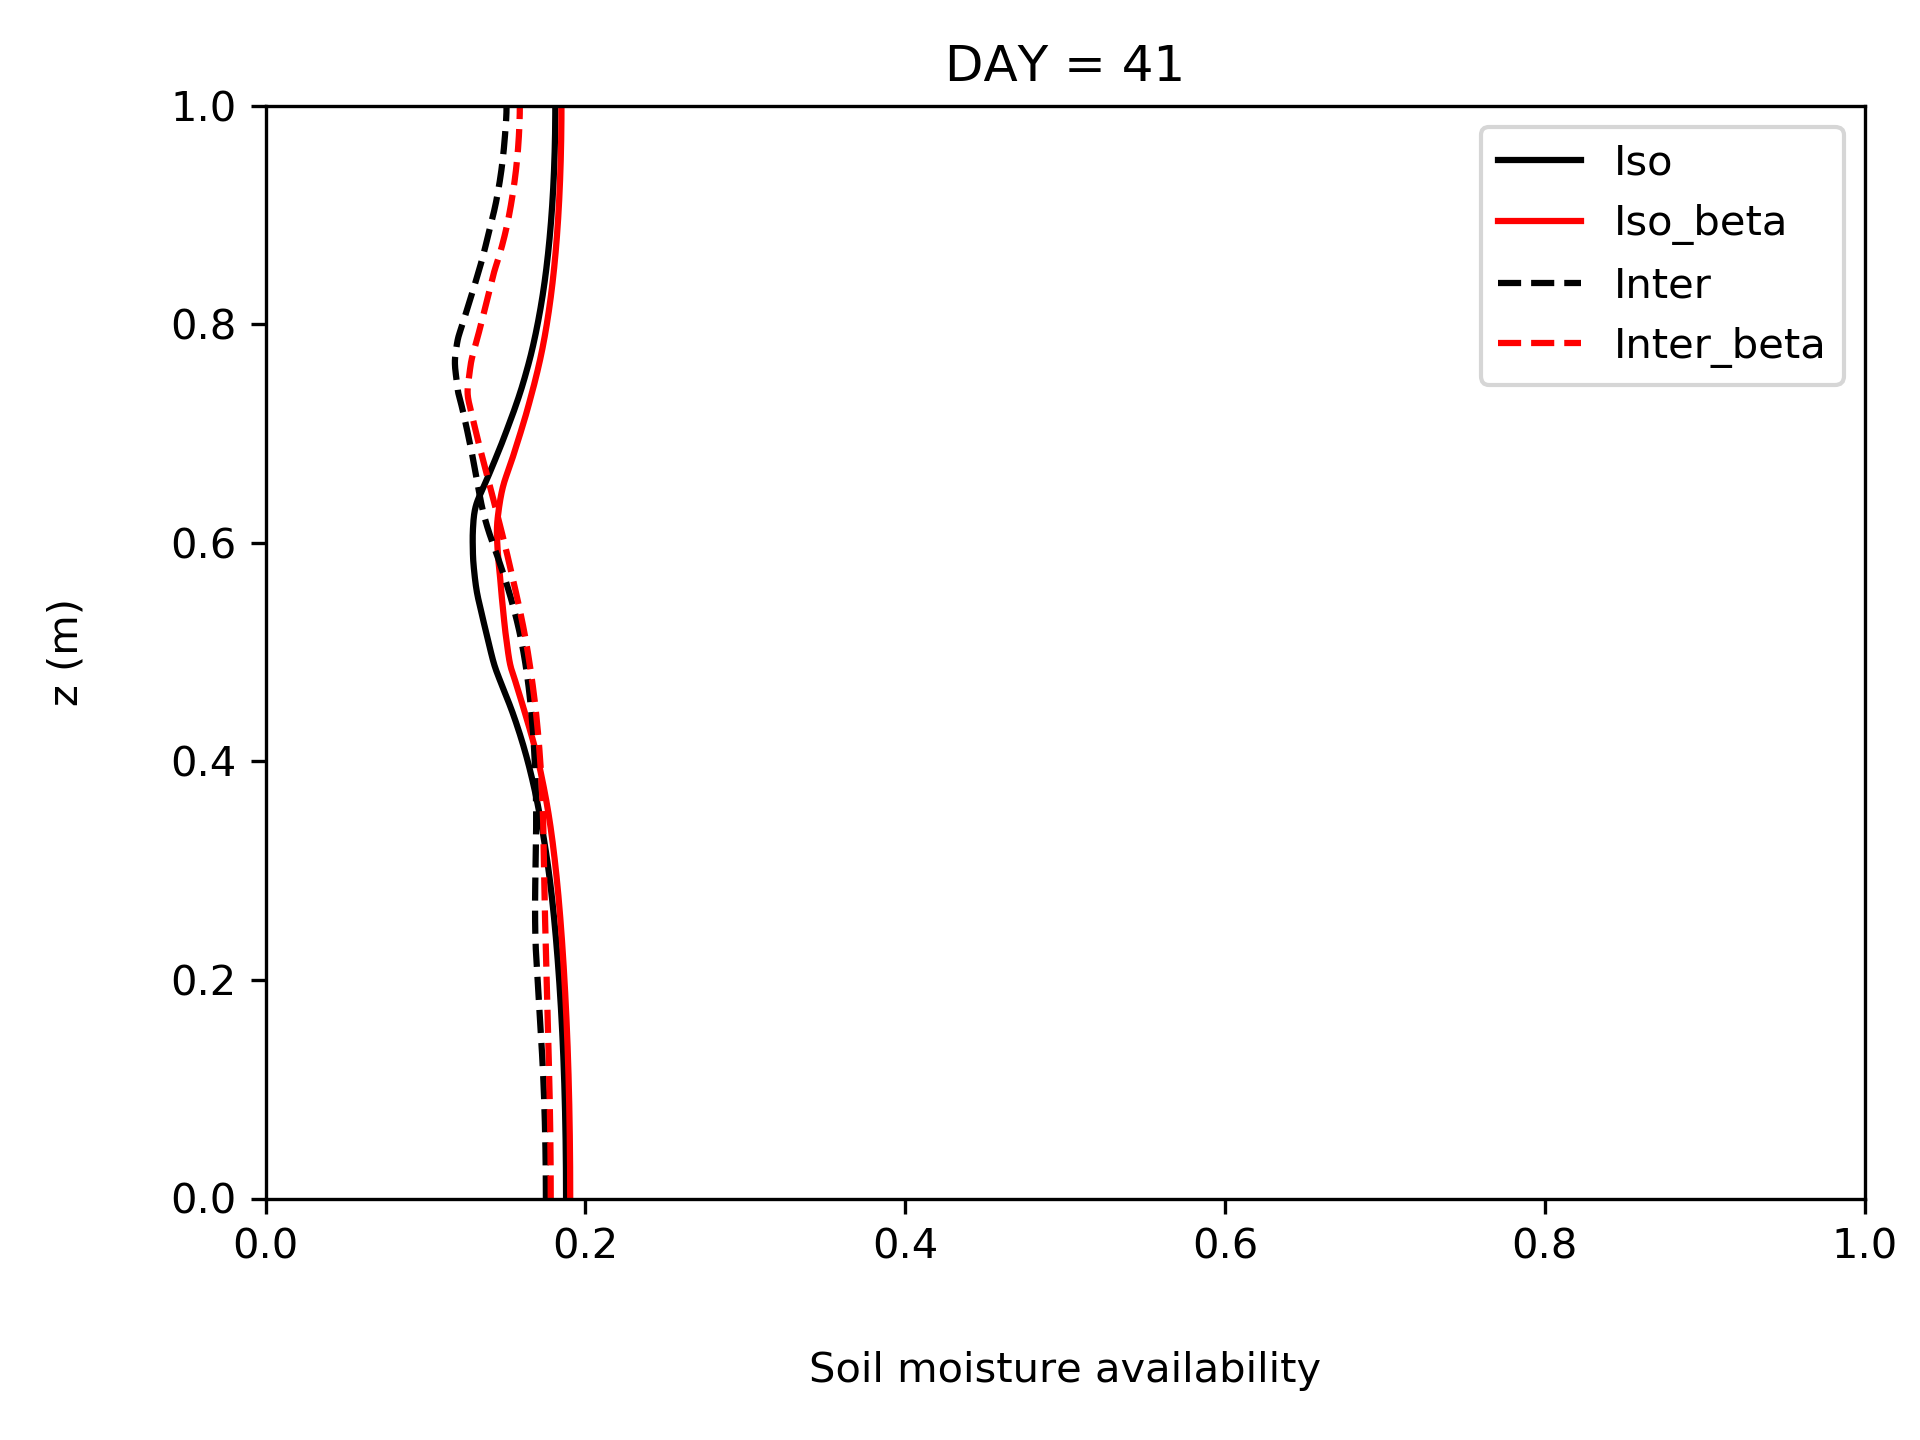 DAY = 41
1.0
0.8
0.6
0.4
0.2
0.0
z (m)
0.0 0.2 0.4 0.6 0.8 1.0
Soil moisture availability
Iso
Iso_beta
Inter
Inter_beta